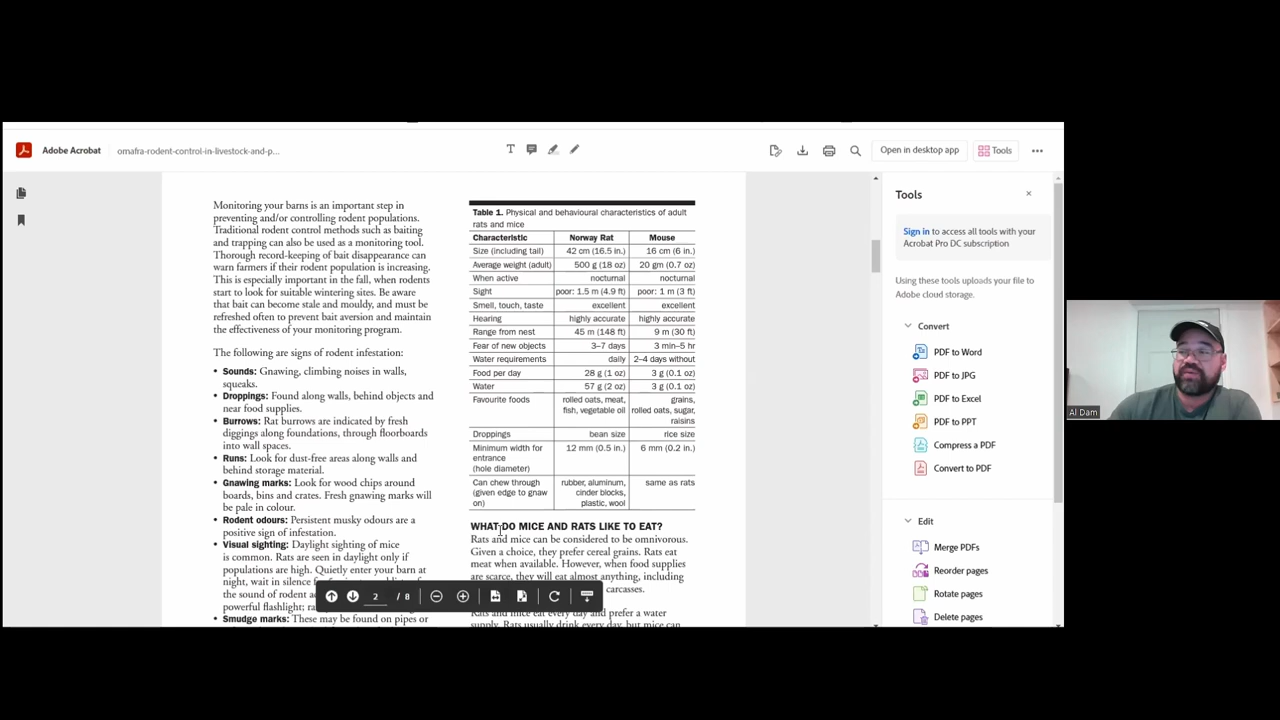 Adobe Acrobat
omafra-rodent-control-in-livestock-and-p...
Open in desktop app
Tools
Monitoring your barns is an important step in
preventing and/or controlling rodent populations.
Traditional rodent control methods such as baiting
and trapping can also be used as a monitoring tool.
Thorough record-keeping of bait disappearance can
warn farmers if their rodent population is increasing.
This is especially important in the fall, when rodents
start to look for suitable wintering sites. Be aware
that bait can become stale and mouldy, and must be
refreshed often to prevent bait aversion and maintain
the effectiveness of your monitoring program.
The following are signs of rodent infestation:
• Sounds: Gnawing, climbing noises in walls,
squeaks.
• Droppings: Found along walls, behind objects and
near food supplies.
• Burrows: Rat burrows are indicated by fresh
diggings along foundations, through floorboards
into wall spaces.
• Runs: Look for dust-free areas along walls and
behind storage material.
• Gnawing marks: Look for wood chips around
boards, bins and crates. Fresh gnawing marks will
be pale in colour.
• Rodent odours: Persistent musky odours are a
positive sign of infestation.
• Visual sighting: Daylight sighting of mice
is common. Rats are seen in daylight only if
populations are high. Quietly enter your barn at
night, wait in silence
the sound of rodent
powerful flashlight;
• Smudge marks: These may be found on pipes or
Table 1. Physical and behavioural characteristics of adult
rats and mice
Characteristic Norway Rat Mouse
Size (including tail) 42 cm (16.5 in.) 16 cm (6 in.)
Average weight (adult) 500 g (18 oz) 20 gm (0.7 oz)
When active nocturnal nocturnal
Sight poor: 1.5 m (4.9 ft) poor: 1 m (3 ft)
Smell, touch, taste excellent excellent
Hearing highly accurate highly accurate
Range from nest 45 m (148 ft) 9 m (30 ft)
Fear of new objects 3–7 days 3 min–5 hr
Water requirements daily 2–4 days without
Food per day 28 g (1 oz) 3 g (0.1 oz)
Water 57 g (2 oz) 3 g (0.1 oz)
Favourite foods rolled oats, meat, grains,
fish, vegetable oil rolled oats, sugar,
raisins
Droppings bean size rice size
Minimum width for 12 mm (0.5 in.) 6 mm (0.2 in.)
entrance
(hole diameter)
Can chew through rubber, aluminum, same as rats
(given edge to gnaw cinder blocks,
on) plastic, wool
WHAT DO MICE AND RATS LIKE TO EAT?
Rats and mice can be considered to be omnivorous.
Given a choice, they prefer cereal grains. Rats eat
meat when available. However, when food supplies
are scarce, they will eat almost anything, including
carcasses.
Rats and mice eat every day and prefer a water
supply. Rats usually drink every day, but mice can
2 / 8
Tools
Sign in to access all tools with your
Acrobat Pro DC subscription
Using these tools uploads your file to
Adobe cloud storage.
Convert
PDF to Word
PDF to JPG
PDF to Excel
PDF to PPT
Compress a PDF
Convert to PDF
Edit
Merge PDFs
Reorder pages
Rotate pages
Delete pages
Al Dam